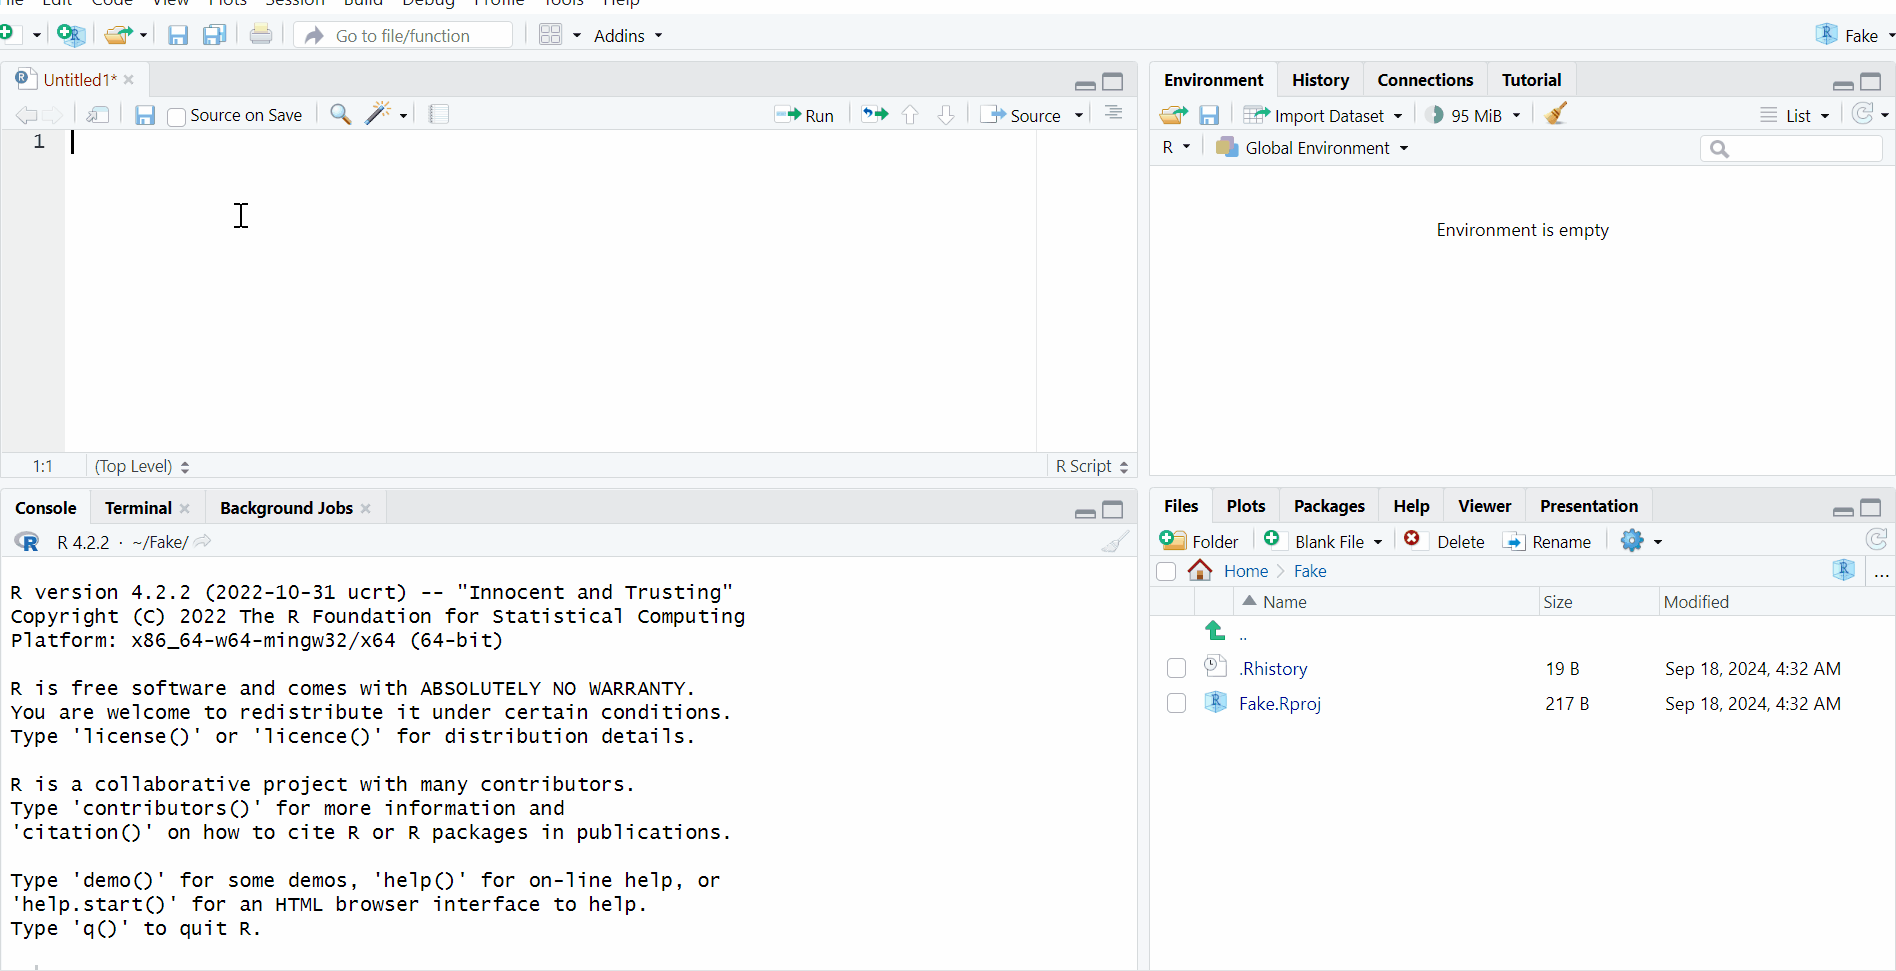 File Edit Code View Plots Session Build Debug Profile Tools Help
Go to file/function Addins Fake
Untitled1*
Source on Save Run Source
1
1:1 (Top Level) R Script
Environment History Connections Tutorial
Import Dataset 95 MiB List
R Global Environment
Environment is empty
Console Terminal Background Jobs
R 4.2.2 · ~/Fake/
R version 4.2.2 (2022-10-31 ucrt) -- "Innocent and Trusting"
Copyright (C) 2022 The R Foundation for Statistical Computing
Platform: x86_64-w64-mingw32/x64 (64-bit)
R is free software and comes with ABSOLUTELY NO WARRANTY.
You are welcome to redistribute it under certain conditions.
Type 'license()' or 'licence()' for distribution details.
R is a collaborative project with many contributors.
Type 'contributors()' for more information and
'citation()' on how to cite R or R packages in publications.
Type 'demo()' for some demos, 'help()' for on-line help, or
'help.start()' for an HTML browser interface to help.
Type 'q()' to quit R.
Files Plots Packages Help Viewer Presentation
Folder Blank File Delete Rename
Home Fake ...
Name Size Modified
..
.Rhistory 19 B Sep 18, 2024, 4:32 AM
Fake.Rproj 217 B Sep 18, 2024, 4:32 AM